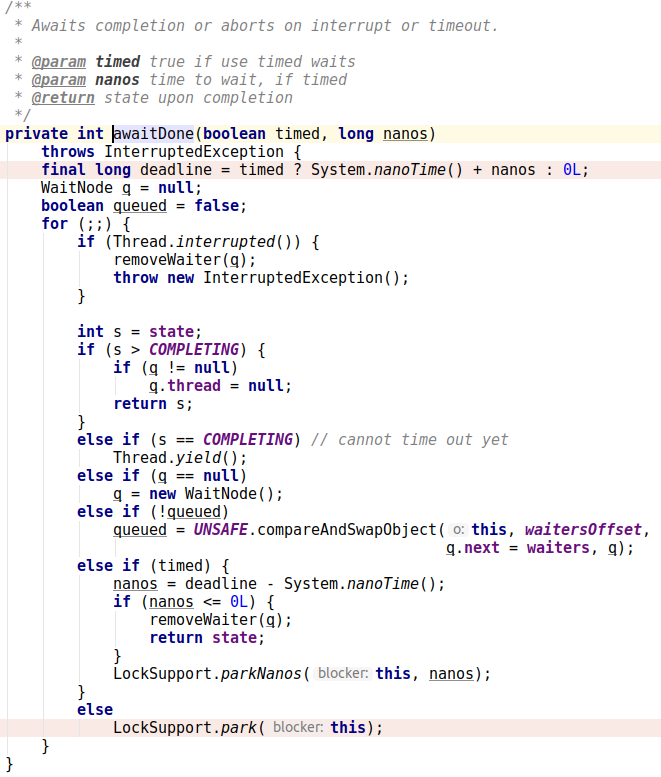 /**
 * Awaits completion or aborts on interrupt or timeout.
 *
 * @param timed true if use timed waits
 * @param nanos time to wait, if timed
 * @return state upon completion
 */
private int awaitDone(boolean timed, long nanos)
    throws InterruptedException {
    final long deadline = timed ? System.nanoTime() + nanos : 0L;
    WaitNode q = null;
    boolean queued = false;
    for (;;) {
        if (Thread.interrupted()) {
            removeWaiter(q);
            throw new InterruptedException();
        }

        int s = state;
        if (s > COMPLETING) {
            if (q != null)
                q.thread = null;
            return s;
        }
        else if (s == COMPLETING) // cannot time out yet
            Thread.yield();
        else if (q == null)
            q = new WaitNode();
        else if (!queued)
            queued = UNSAFE.compareAndSwapObject( o: this, waitersOffset,
                                                 q.next = waiters, q);
        else if (timed) {
            nanos = deadline - System.nanoTime();
            if (nanos <= 0L) {
                removeWaiter(q);
                return state;
            }
            LockSupport.parkNanos( blocker: this, nanos);
        }
        else
            LockSupport.park( blocker: this);
    }
}